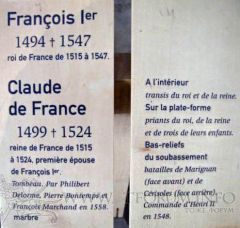 François Ier
1494 † 1547
roi de France de 1515 à 1547.
Claude
de France
1499 † 1524
reine de France de 1515
à 1524, première épouse
de François Ier.
Tombeau. Par Philibert
Delorme, Pierre Bontemps et
François Marchand en 1558.
marbre
A l'intérieur
transis du roi et de la reine.
Sur la plate-forme
priants du roi, de la reine
et de trois de leurs enfants.
Bas-reliefs
du soubassement
batailles de Marignan
(face avant) et de
Cérisoles (face arrière).
Commande d'Henri II
en 1548.